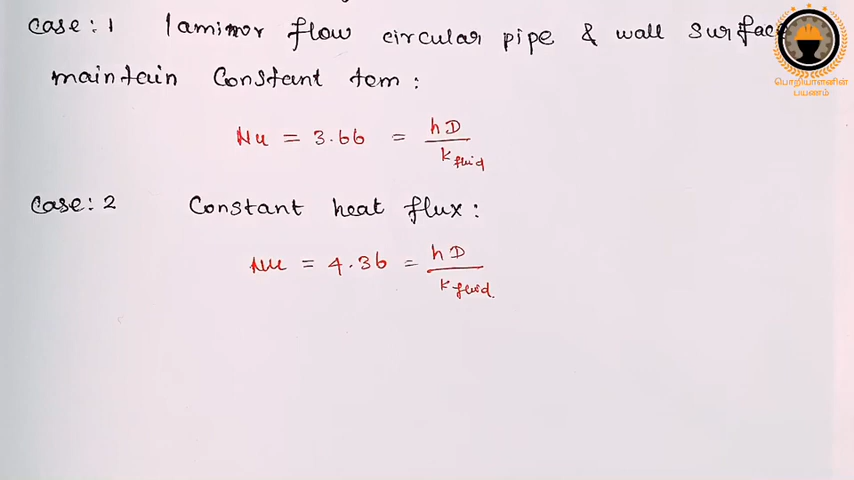 Case: 1 laminor flow circular pipe & wall surface
maintain Constant tem :
Nu = 3.66 = hD / k fluid
Case: 2 Constant heat flux :
Nu = 4.36 = hD / k fluid.
பொறியாளனின்
பயணம்